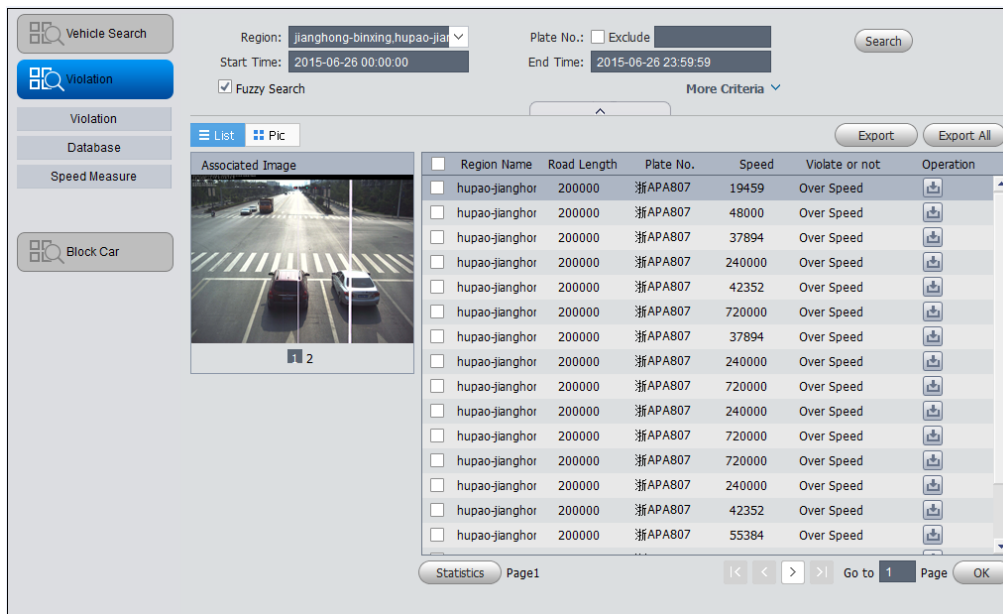 Vehicle Search
Violation
Violation
Database
Speed Measure
Block Car
Region: jianghong-binxing,hupao-jiar
Plate No.: Exclude
Search
Start Time: 2015-06-26 00:00:00
End Time: 2015-06-26 23:59:59
Fuzzy Search
More Criteria
List Pic
Export Export All
Associated Image
1 2
Region Name Road Length Plate No. Speed Violate or not Operation
hupao-jianghor 200000 浙APA807 19459 Over Speed
hupao-jianghor 200000 浙APA807 48000 Over Speed
hupao-jianghor 200000 浙APA807 37894 Over Speed
hupao-jianghor 200000 浙APA807 240000 Over Speed
hupao-jianghor 200000 浙APA807 42352 Over Speed
hupao-jianghor 200000 浙APA807 720000 Over Speed
hupao-jianghor 200000 浙APA807 37894 Over Speed
hupao-jianghor 200000 浙APA807 240000 Over Speed
hupao-jianghor 200000 浙APA807 720000 Over Speed
hupao-jianghor 200000 浙APA807 240000 Over Speed
hupao-jianghor 200000 浙APA807 720000 Over Speed
hupao-jianghor 200000 浙APA807 720000 Over Speed
hupao-jianghor 200000 浙APA807 240000 Over Speed
hupao-jianghor 200000 浙APA807 42352 Over Speed
hupao-jianghor 200000 浙APA807 55384 Over Speed
Statistics Page1
Go to 1 Page OK